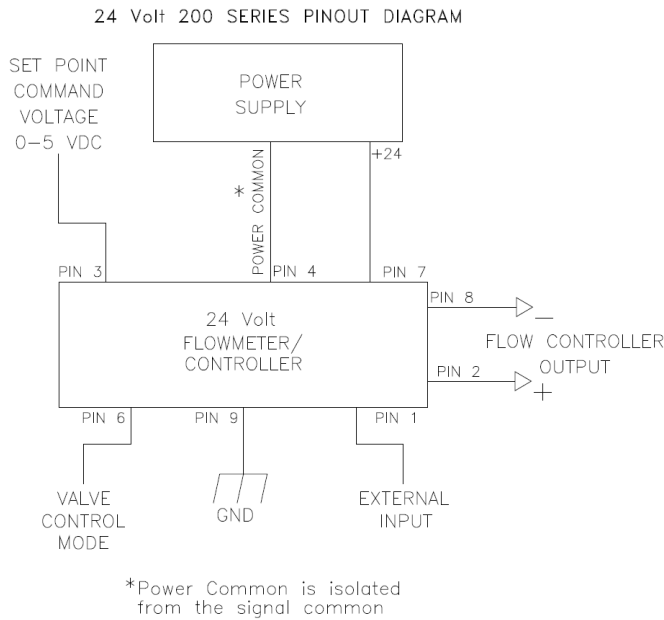 24 Volt 200 SERIES PINOUT DIAGRAM
SET POINT
COMMAND
VOLTAGE
0-5 VDC
POWER
SUPPLY
+24
*
POWER COMMON
PIN 3
PIN 4
PIN 7
24 Volt
FLOWMETER/
CONTROLLER
PIN 8
−
FLOW CONTROLLER
OUTPUT
PIN 2
+
PIN 6
PIN 9
PIN 1
VALVE
CONTROL
MODE
GND
EXTERNAL
INPUT
*Power Common is isolated
from the signal common